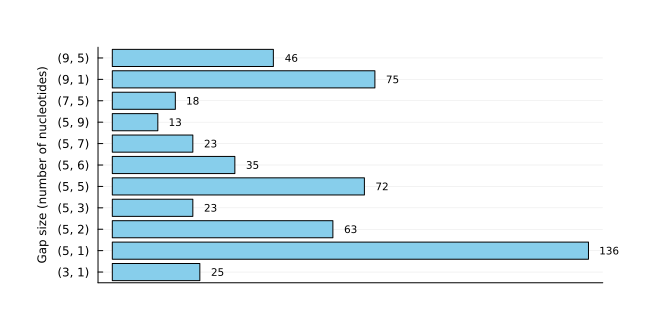 Gap size (number of nucleotides)
(9, 5) 46
(9, 1) 75
(7, 5) 18
(5, 9) 13
(5, 7) 23
(5, 6) 35
(5, 5) 72
(5, 3) 23
(5, 2) 63
(5, 1) 136
(3, 1) 25